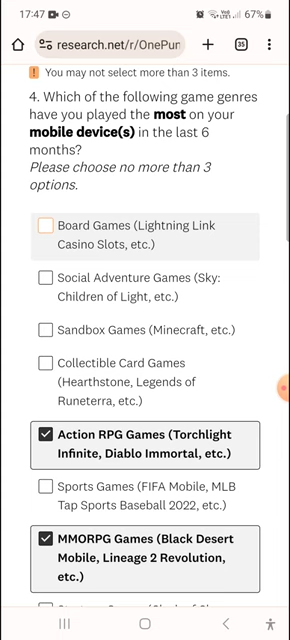 17:47
67%
research.net/r/OnePun
35
You may not select more than 3 items.
4. Which of the following game genres
have you played the most on your
mobile device(s) in the last 6
months?
Please choose no more than 3
options.
Board Games (Lightning Link
Casino Slots, etc.)
Social Adventure Games (Sky:
Children of Light, etc.)
Sandbox Games (Minecraft, etc.)
Collectible Card Games
(Hearthstone, Legends of
Runeterra, etc.)
Action RPG Games (Torchlight
Infinite, Diablo Immortal, etc.)
Sports Games (FIFA Mobile, MLB
Tap Sports Baseball 2022, etc.)
MMORPG Games (Black Desert
Mobile, Lineage 2 Revolution,
etc.)